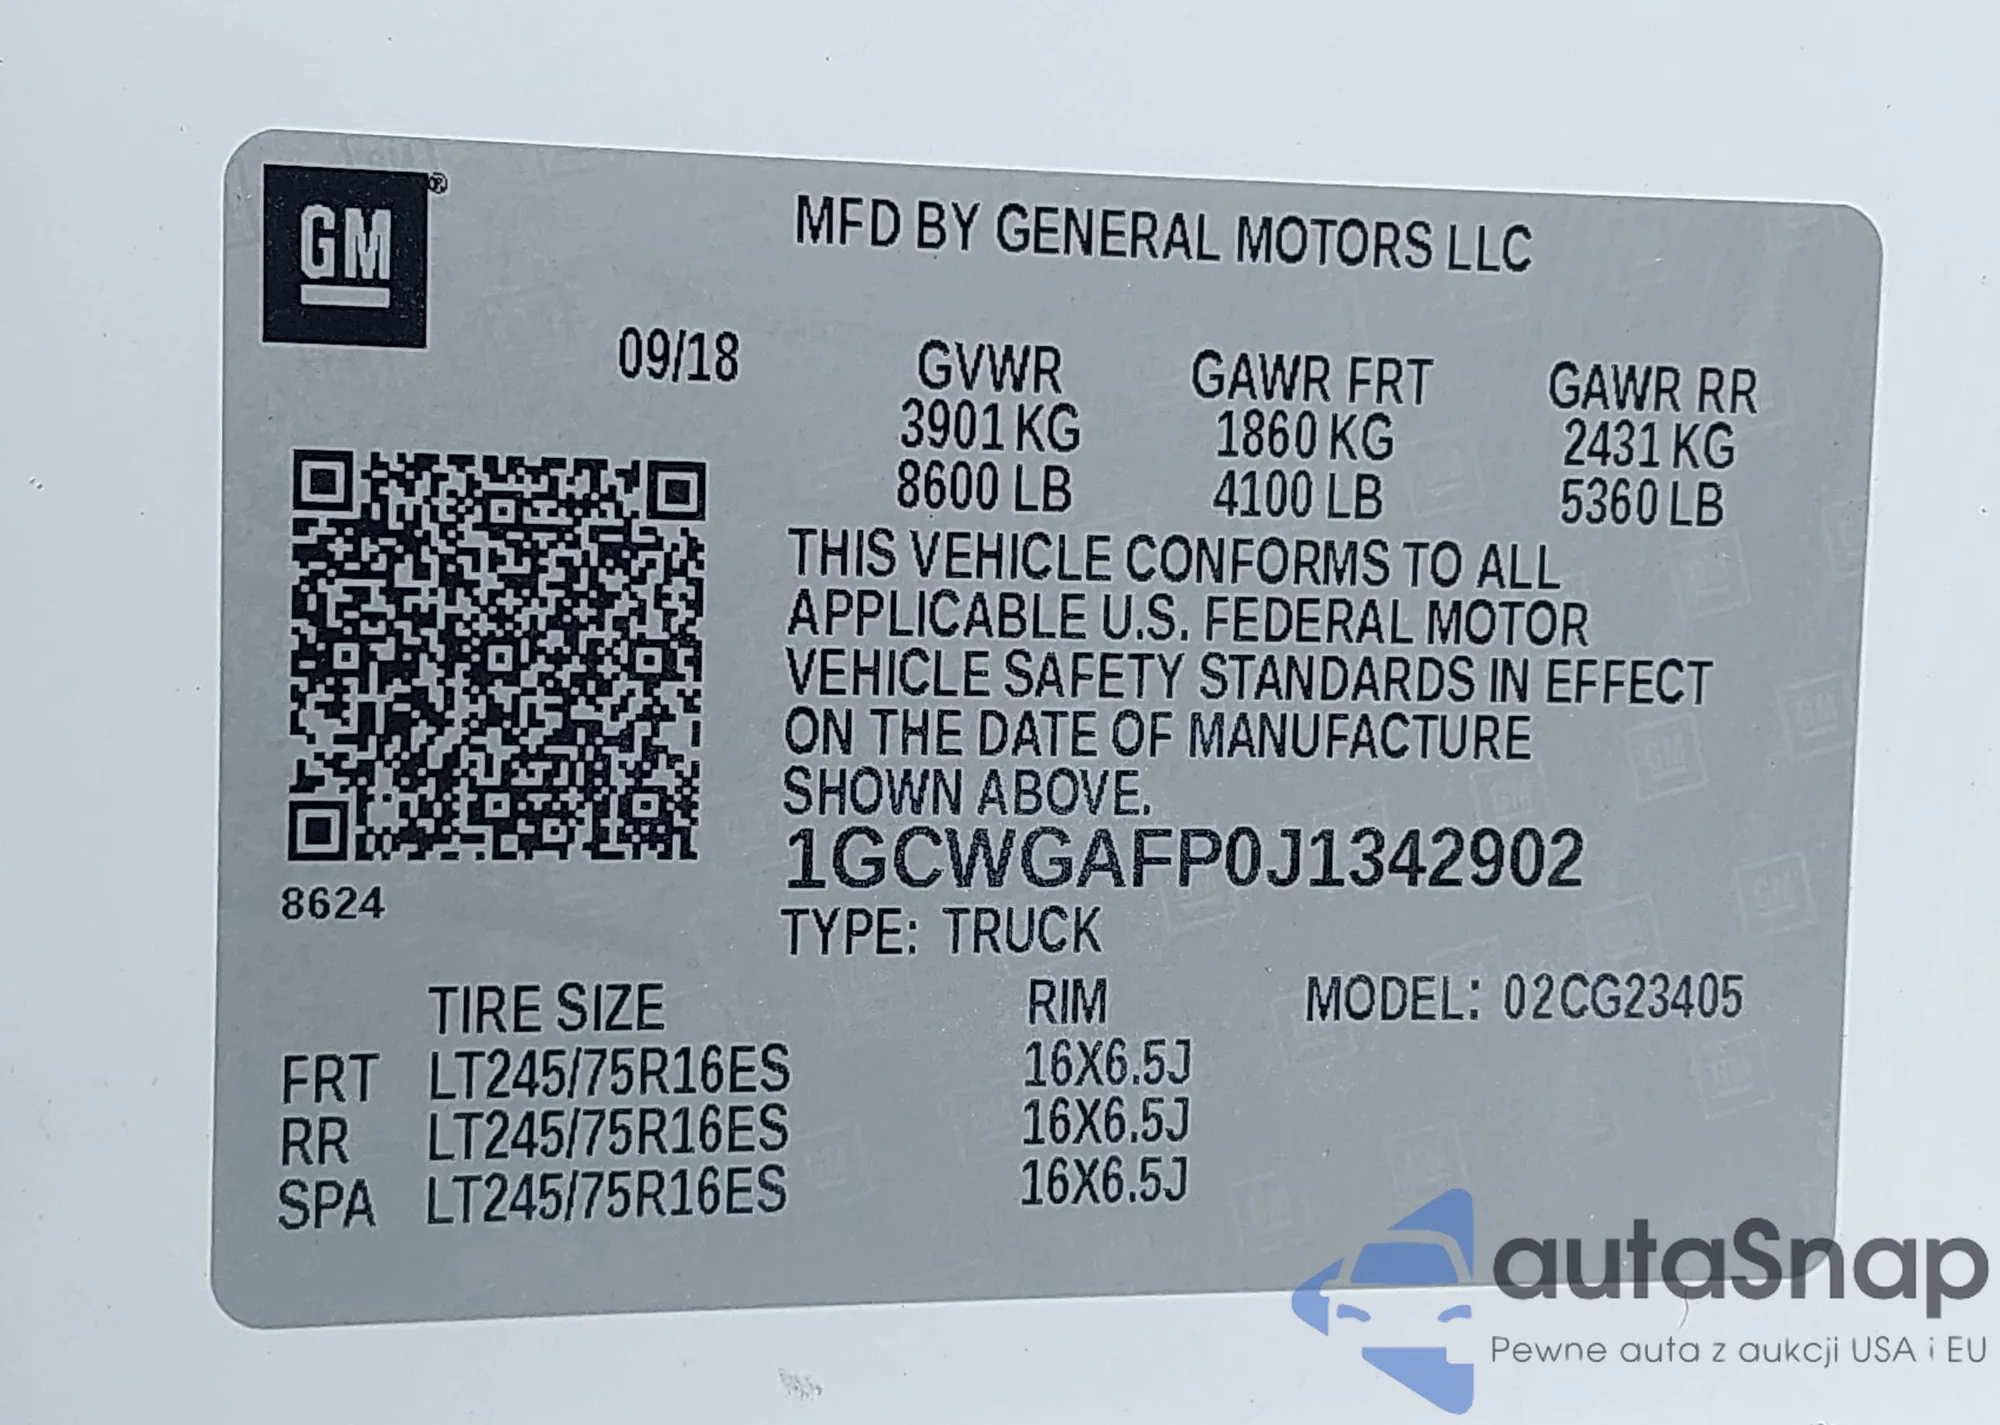 GM®
MFD BY GENERAL MOTORS LLC
09/18
GVWR GAWR FRT GAWR RR
3901 KG 1860 KG 2431 KG
8600 LB 4100 LB 5360 LB
THIS VEHICLE CONFORMS TO ALL
APPLICABLE U.S. FEDERAL MOTOR
VEHICLE SAFETY STANDARDS IN EFFECT
ON THE DATE OF MANUFACTURE
SHOWN ABOVE.
1GCWGAFP0J1342902
8624
TYPE: TRUCK
TIRE SIZE RIM MODEL: 02CG23405
FRT LT245/75R16ES 16X6.5J
RR LT245/75R16ES 16X6.5J
SPA LT245/75R16ES 16X6.5J
autaSnap
Pewne auta z aukcji USA i EU